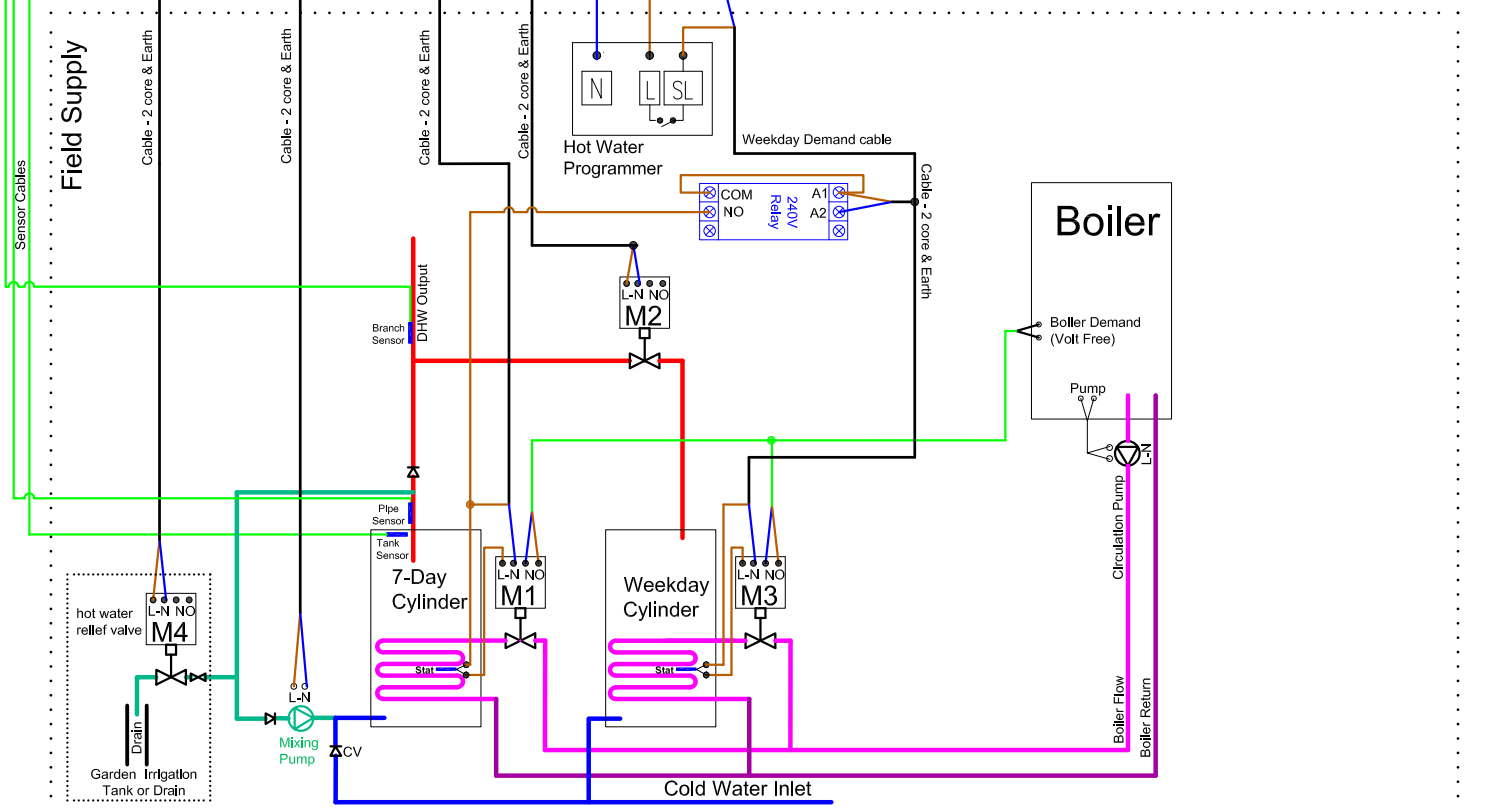 Field Supply
Sensor Cables
Cable - 2 core & Earth
Cable - 2 core & Earth
Cable - 2 core & Earth
Cable - 2 core & Earth
N
L
SL
Hot Water
Programmer
Weekday Demand cable
Cable - 2 core & Earth
COM
NO
240V
Relay
A1
A2
Boiler
Boiler Demand
(Volt Free)
Pump
L-N
Circulation Pump
Boiler Flow
Boiler Return
DHW Output
Branch
Sensor
L-N NO
M2
Pipe
Sensor
Tank
Sensor
7-Day
Cylinder
Stat
L-N NO
M1
Weekday
Cylinder
Stat
L-N NO
M3
hot water
relief valve
L-N NO
M4
Drain
Garden Irrigation
Tank or Drain
L-N
Mixing
Pump
CV
Cold Water Inlet